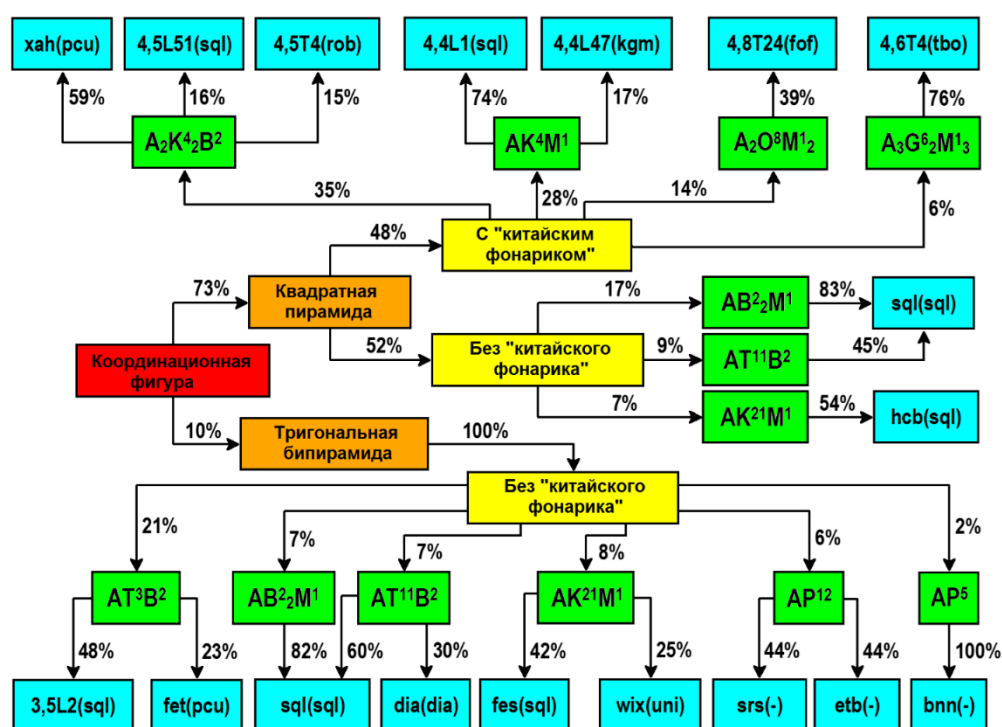 xah(pcu) 4,5L51(sql) 4,5T4(rob) 4,4L1(sql) 4,4L47(kgm) 4,8T24(fof) 4,6T4(tbo)
59% 16% 15% 74% 17% 39% 76%
A₂K⁴₂B² AK⁴M¹ A₂O⁸M¹₂ A₃G⁶₂M¹₃
35% 28% 14% 6%
48%
С "китайским
фонариком"
73%
Квадратная
пирамида
17%
AB²₂M¹
83%
sql(sql)
52%
Без "китайского
фонарика"
9%
AT¹¹B²
45%
Координационная
фигура
7%
AK²¹M¹
54%
hcb(sql)
10%
Тригональная
бипирамида
100%
Без "китайского
фонарика"
21% 7% 7% 8% 6% 2%
AT³B² AB²₂M¹ AT¹¹B² AK²¹M¹ AP¹² AP⁵
48% 23% 82% 60% 30% 42% 25% 44% 44% 100%
3,5L2(sql) fet(pcu) sql(sql) dia(dia) fes(sql) wix(uni) srs(-) etb(-) bnn(-)